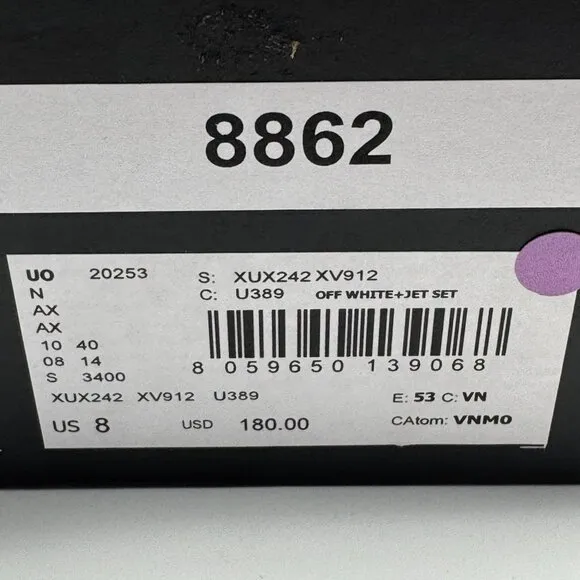 8862
UO 20253 S: XUX242 XV912
N C: U389 OFF WHITE+JET SET
AX
AX
10 40
08 14
8 059650 139068
S 3400
XUX242 XV912 U389 E: 53 C: VN
US 8 USD 180.00 CAtom: VNMO